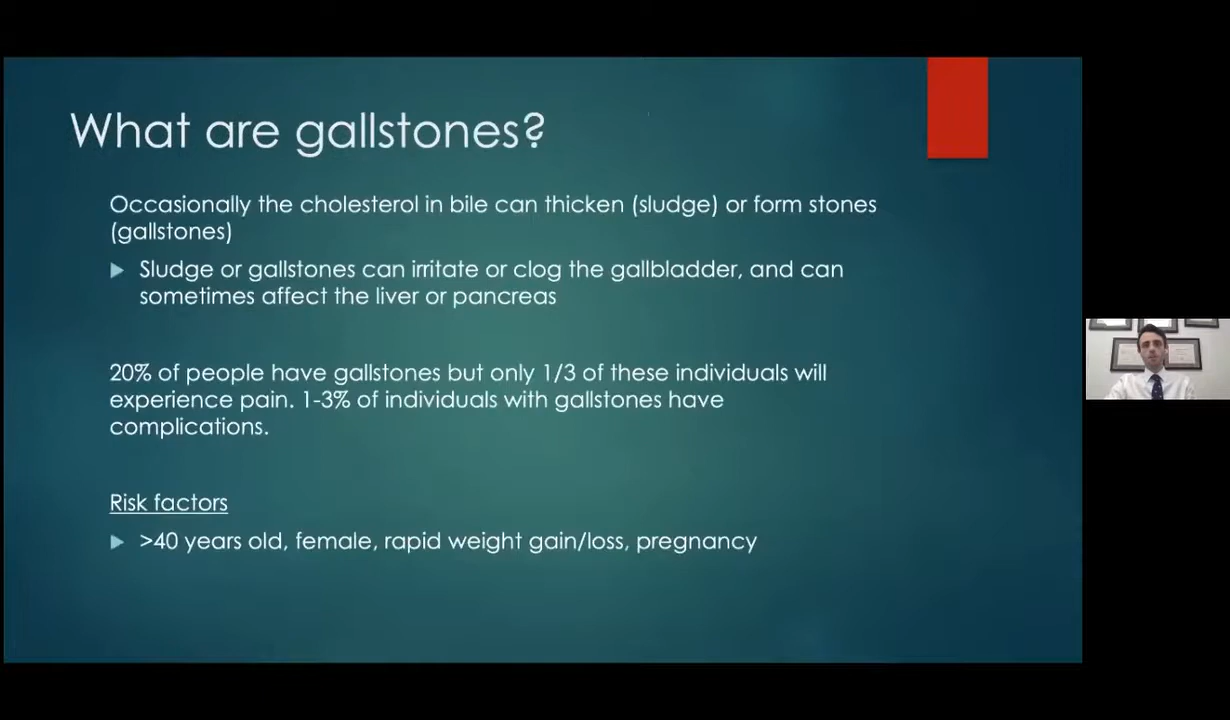 What are gallstones?
Occasionally the cholesterol in bile can thicken (sludge) or form stones
(gallstones)
Sludge or gallstones can irritate or clog the gallbladder, and can
sometimes affect the liver or pancreas
20% of people have gallstones but only 1/3 of these individuals will
experience pain. 1-3% of individuals with gallstones have
complications.
Risk factors
>40 years old, female, rapid weight gain/loss, pregnancy